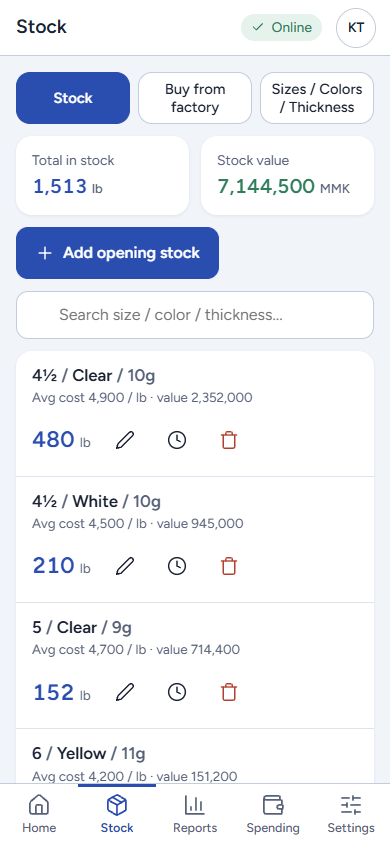 Stock
Online
KT
Stock
Buy from
factory
Sizes / Colors
/ Thickness
Total in stock
1,513 lb
Stock value
7,144,500 MMK
Add opening stock
Search size / color / thickness...
4½ / Clear / 10g
Avg cost 4,900 / lb · value 2,352,000
480 lb
4½ / White / 10g
Avg cost 4,500 / lb · value 945,000
210 lb
5 / Clear / 9g
Avg cost 4,700 / lb · value 714,400
152 lb
6 / Yellow / 11g
Avg cost 4,200 / lb · value 151,200
Home
Stock
Reports
Spending
Settings